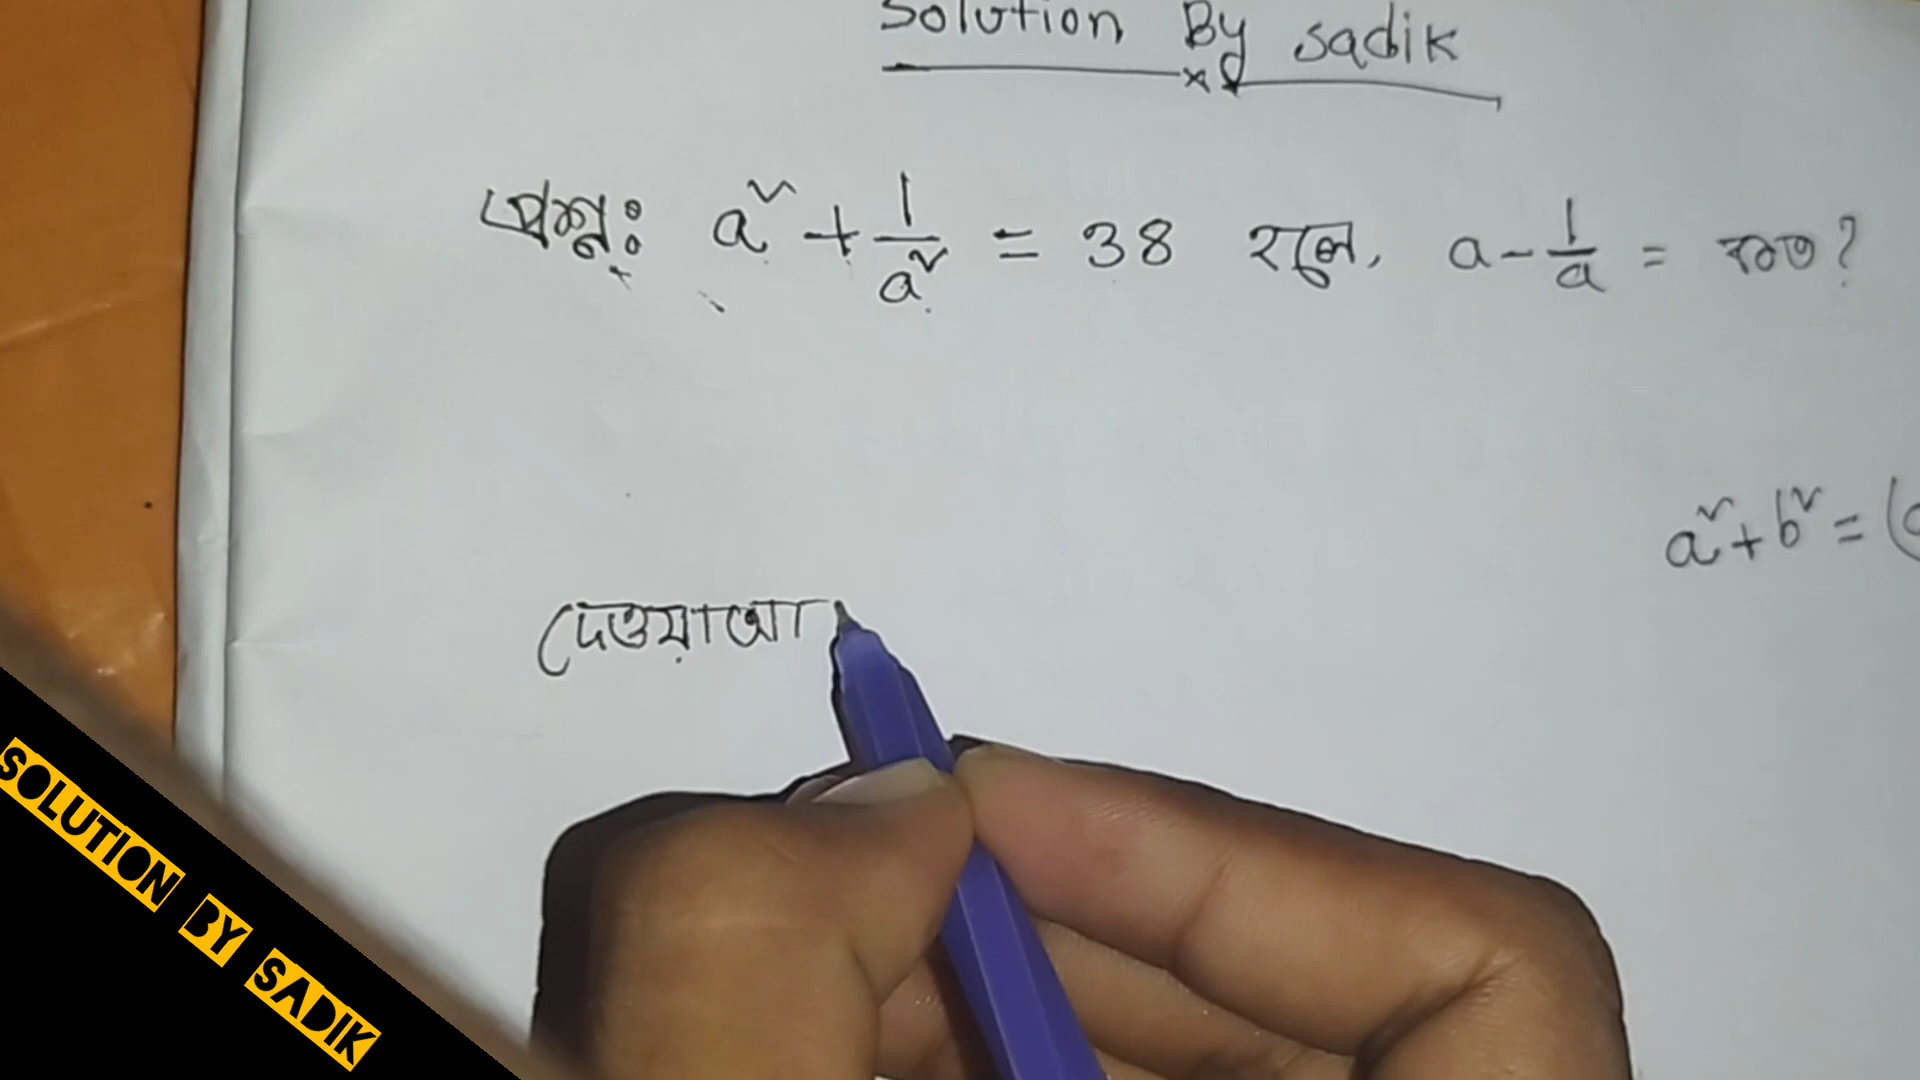 Solution By sadik
প্রশ্নঃ a² + 1/a² = 38 হলে, a - 1/a = কত?
a² + b² = (
দেওয়াআ
SOLUTION BY SADIK